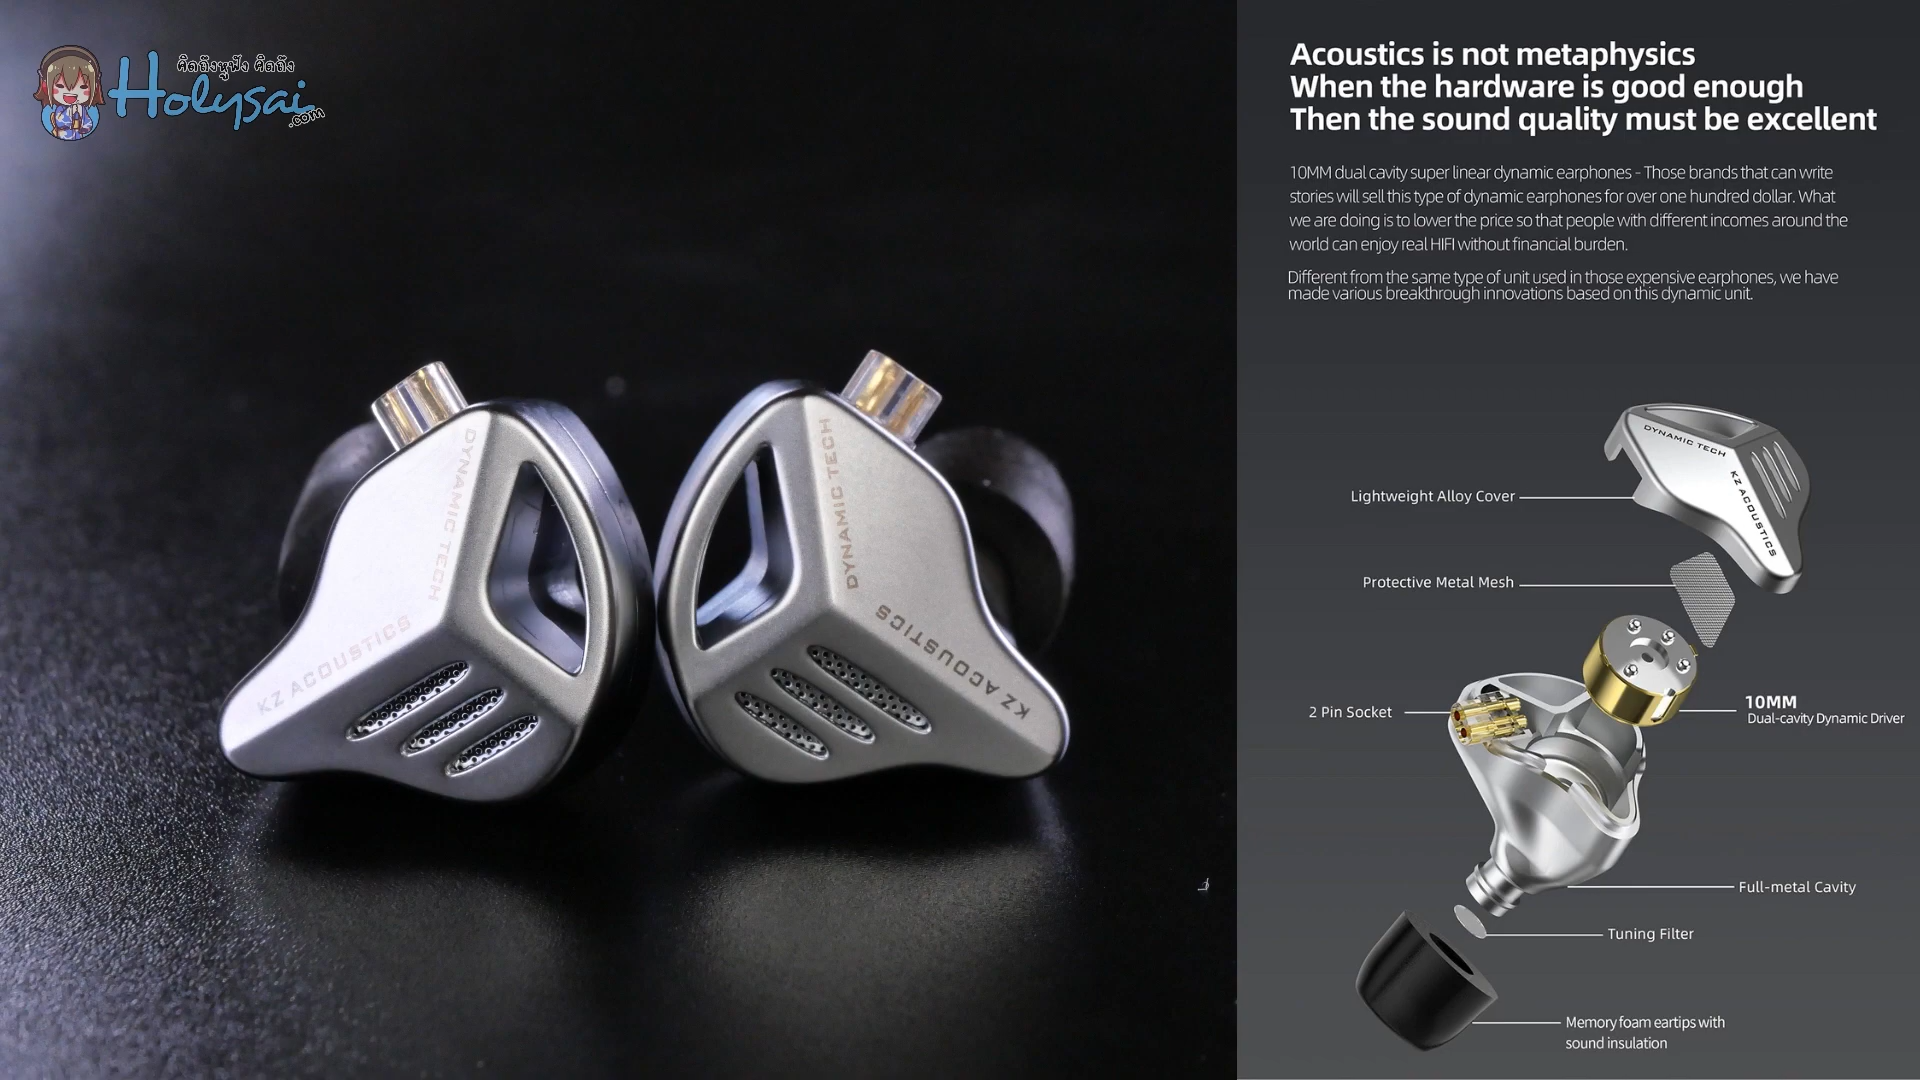 คิดถึงหูฟัง คิดถึง
Holysai
.com
DYNAMIC TECH
KZ ACOUSTICS
DYNAMIC TECH
KZ ACOUSTICS
Acoustics is not metaphysics
When the hardware is good enough
Then the sound quality must be excellent
10MM dual cavity super linear dynamic earphones - Those brands that can write
stories will sell this type of dynamic earphones for over one hundred dollar. What
we are doing is to lower the price so that people with different incomes around the
world can enjoy real HIFI without financial burden.
Different from the same type of unit used in those expensive earphones, we have
made various breakthrough innovations based on this dynamic unit.
DYNAMIC TECH
KZ ACOUSTICS
Lightweight Alloy Cover
Protective Metal Mesh
2 Pin Socket
10MM
Dual-cavity Dynamic Driver
Full-metal Cavity
Tuning Filter
Memory foam eartips with
sound insulation